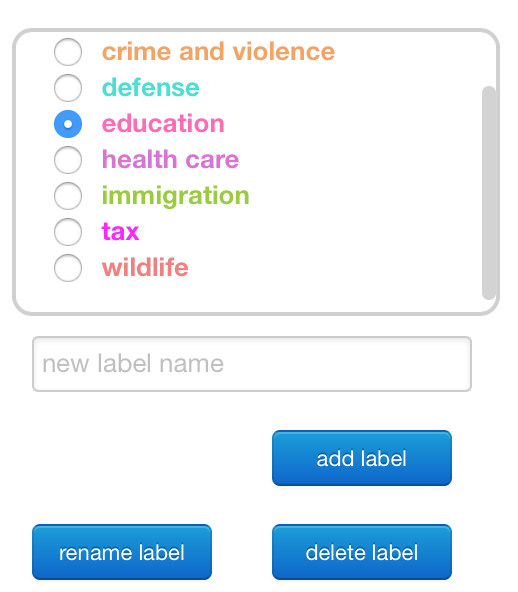 crime and violence
defense
education
health care
immigration
tax
wildlife
new label name
add label
rename label
delete label